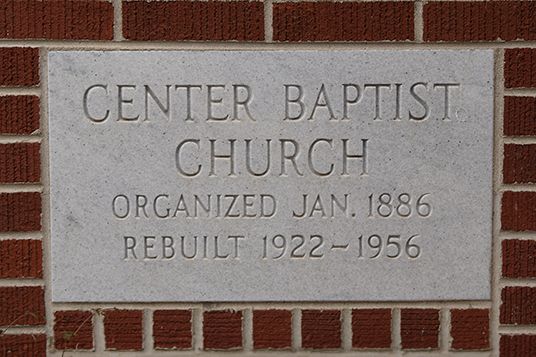 CENTER BAPTIST
CHURCH
ORGANIZED JAN. 1886
REBUILT 1922 – 1956